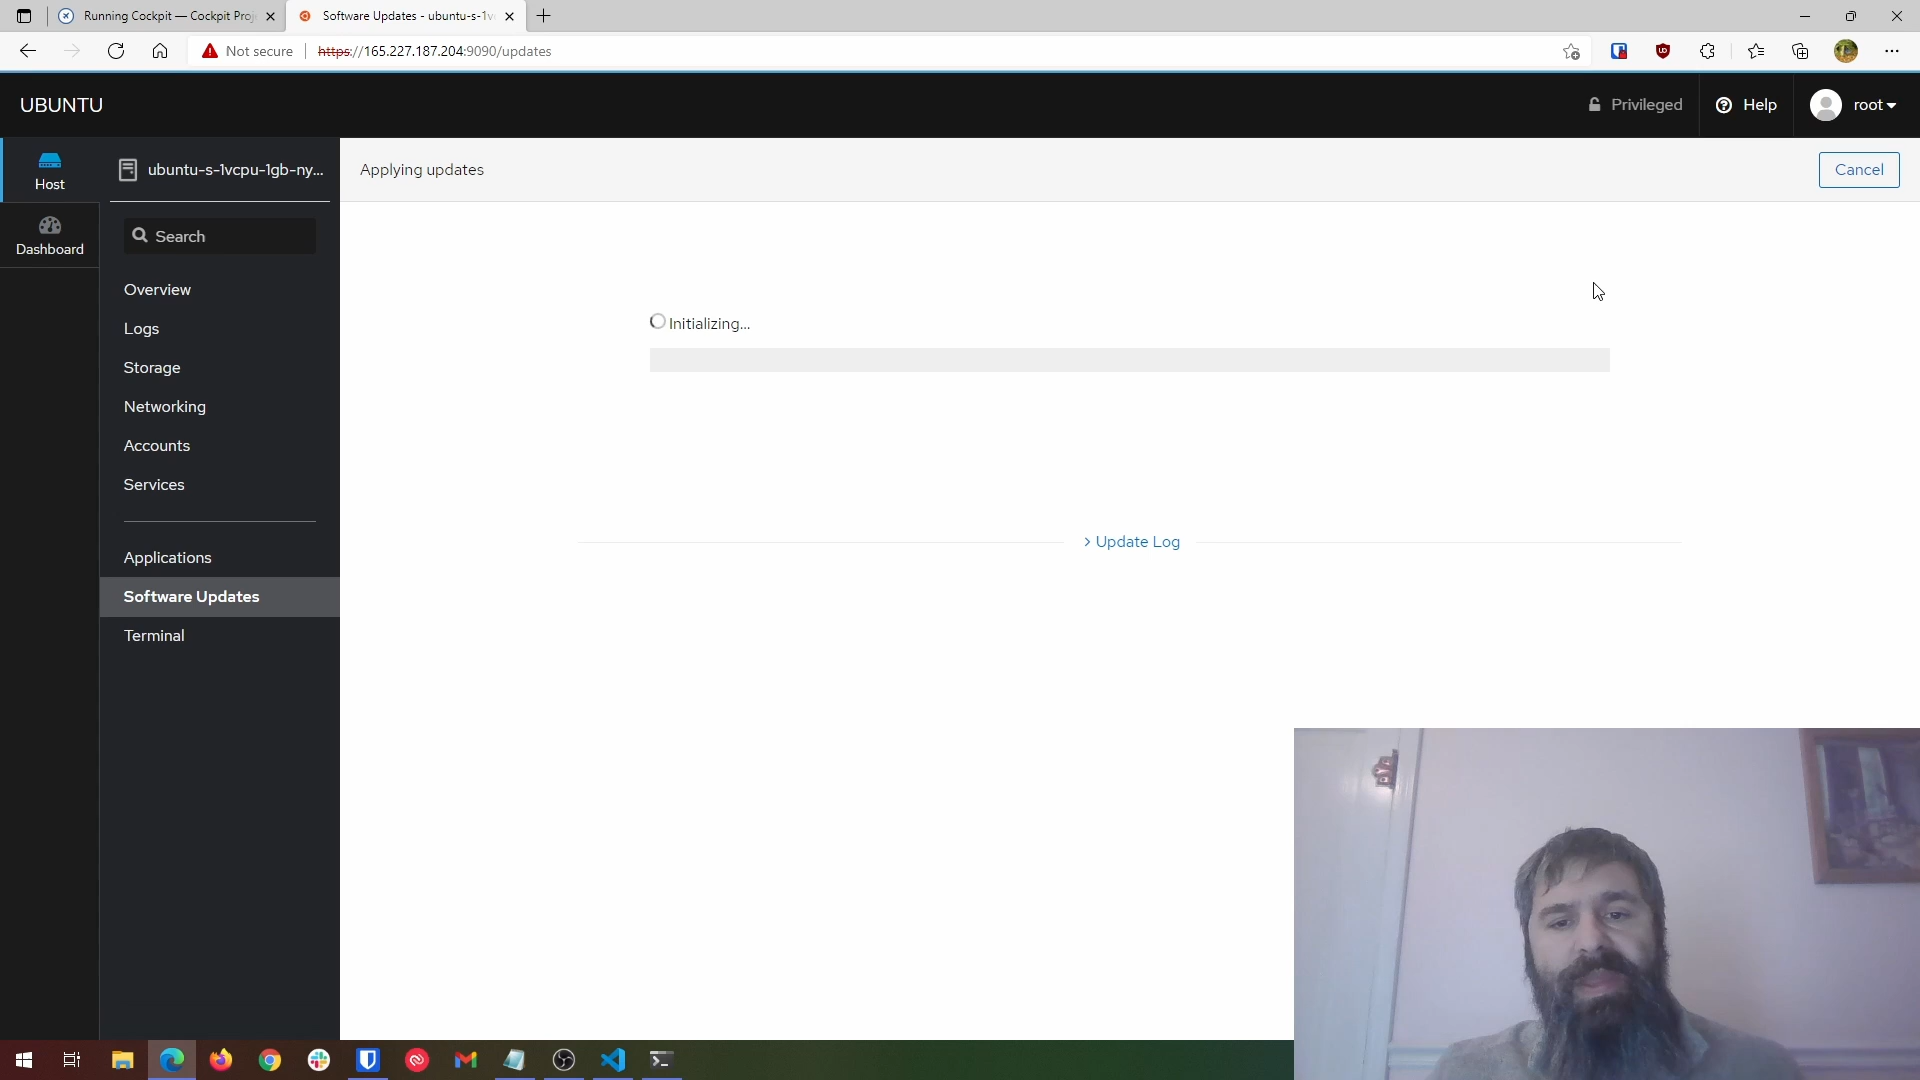 Running Cockpit — Cockpit Proj
Software Updates - ubuntu-s-1v
Not secure
https://165.227.187.204:9090/updates
UBUNTU
Privileged
Help
root
Host
Dashboard
ubuntu-s-1vcpu-1gb-ny...
Search
Overview
Logs
Storage
Networking
Accounts
Services
Applications
Software Updates
Terminal
Applying updates
Cancel
Initializing...
Update Log